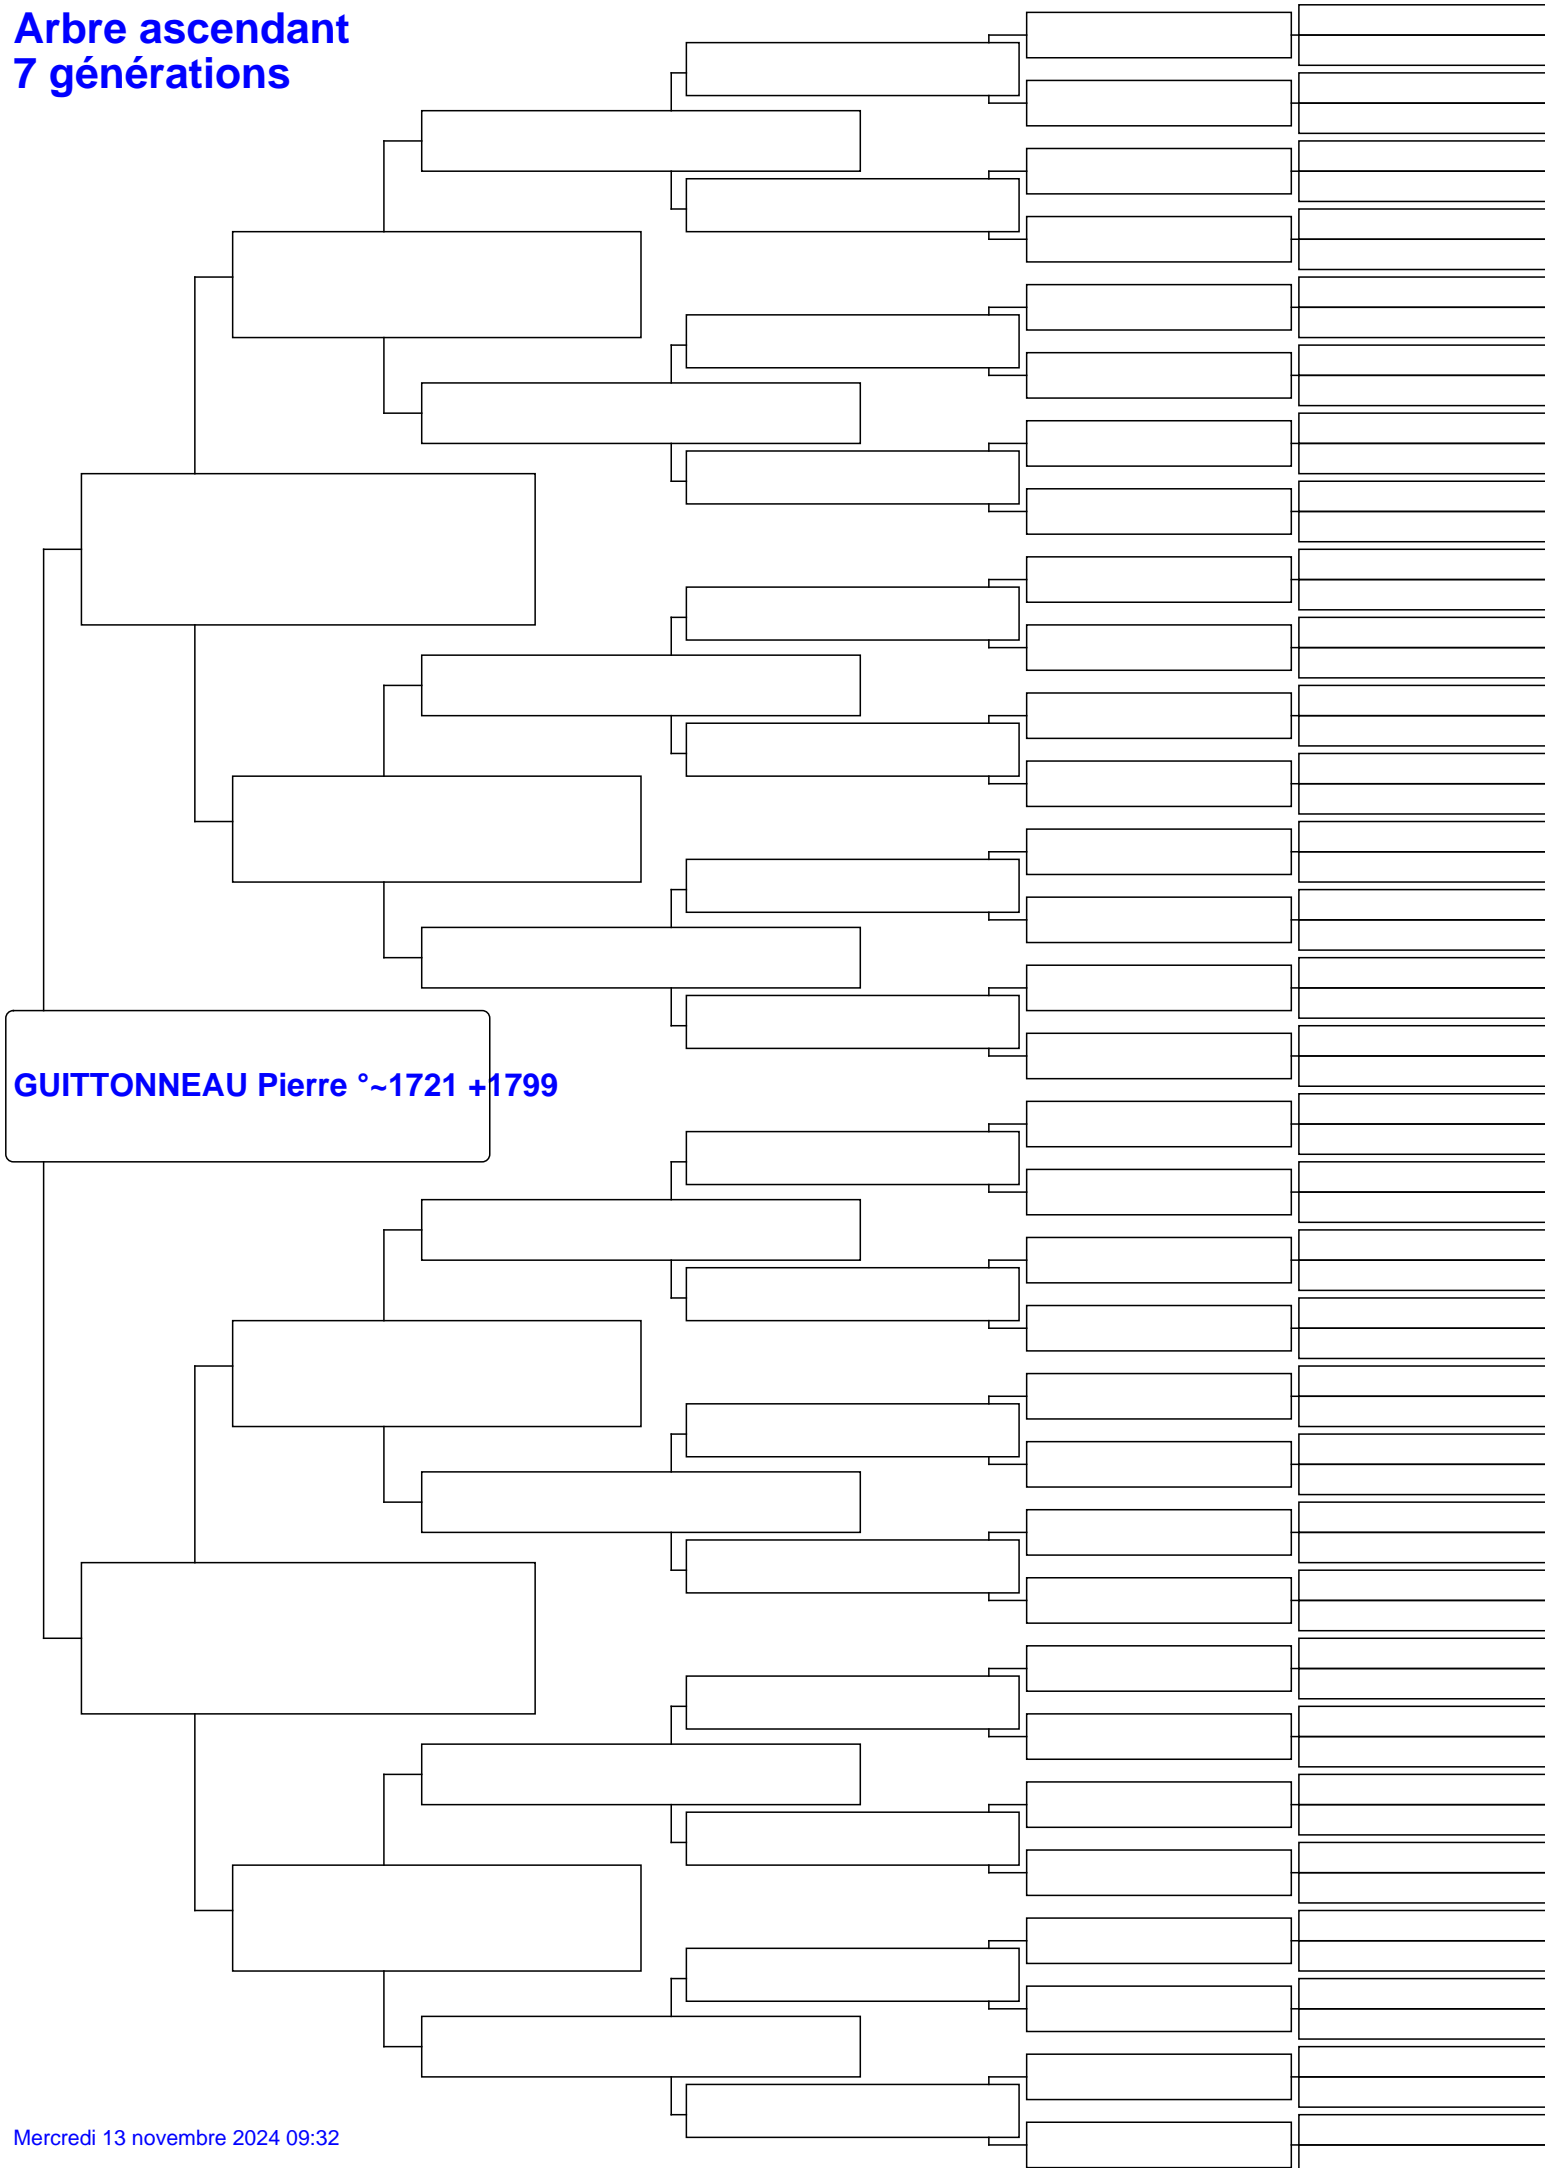 Arbre ascendant
7 générations
GUITTONNEAU Pierre °~1721 +1799
Mercredi 13 novembre 2024 09:32